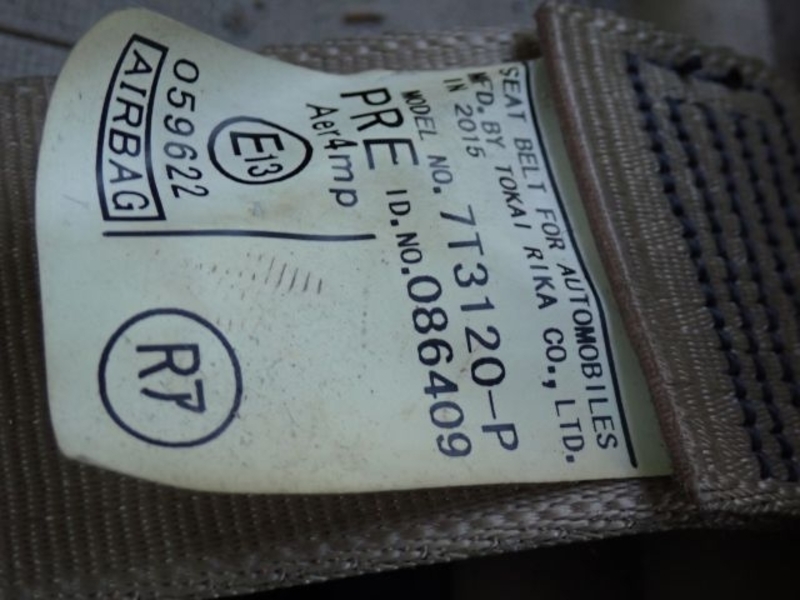 SEAT BELT FOR AUTOMOBILES
MFD. BY TOKAI RIKA CO., LTD.
IN 2015
MODEL NO. 7T3120-P
PRE ID.NO.086409
Aer4mp
E13
059622
AIRBAG